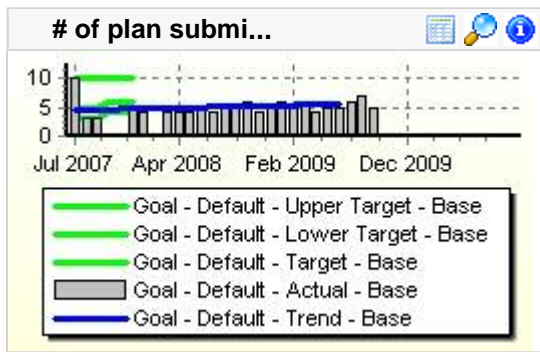 # of plan submi...
10
5
0
Jul 2007 Apr 2008 Feb 2009 Dec 2009
Goal - Default - Upper Target - Base
Goal - Default - Lower Target - Base
Goal - Default - Target - Base
Goal - Default - Actual - Base
Goal - Default - Trend - Base